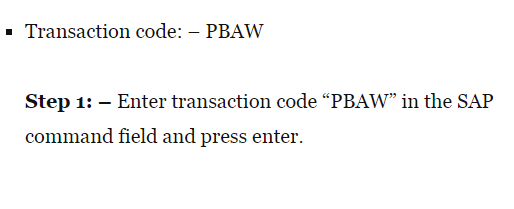 ▪ Transaction code: – PBAW
Step 1: – Enter transaction code “PBAW” in the SAP
command field and press enter.